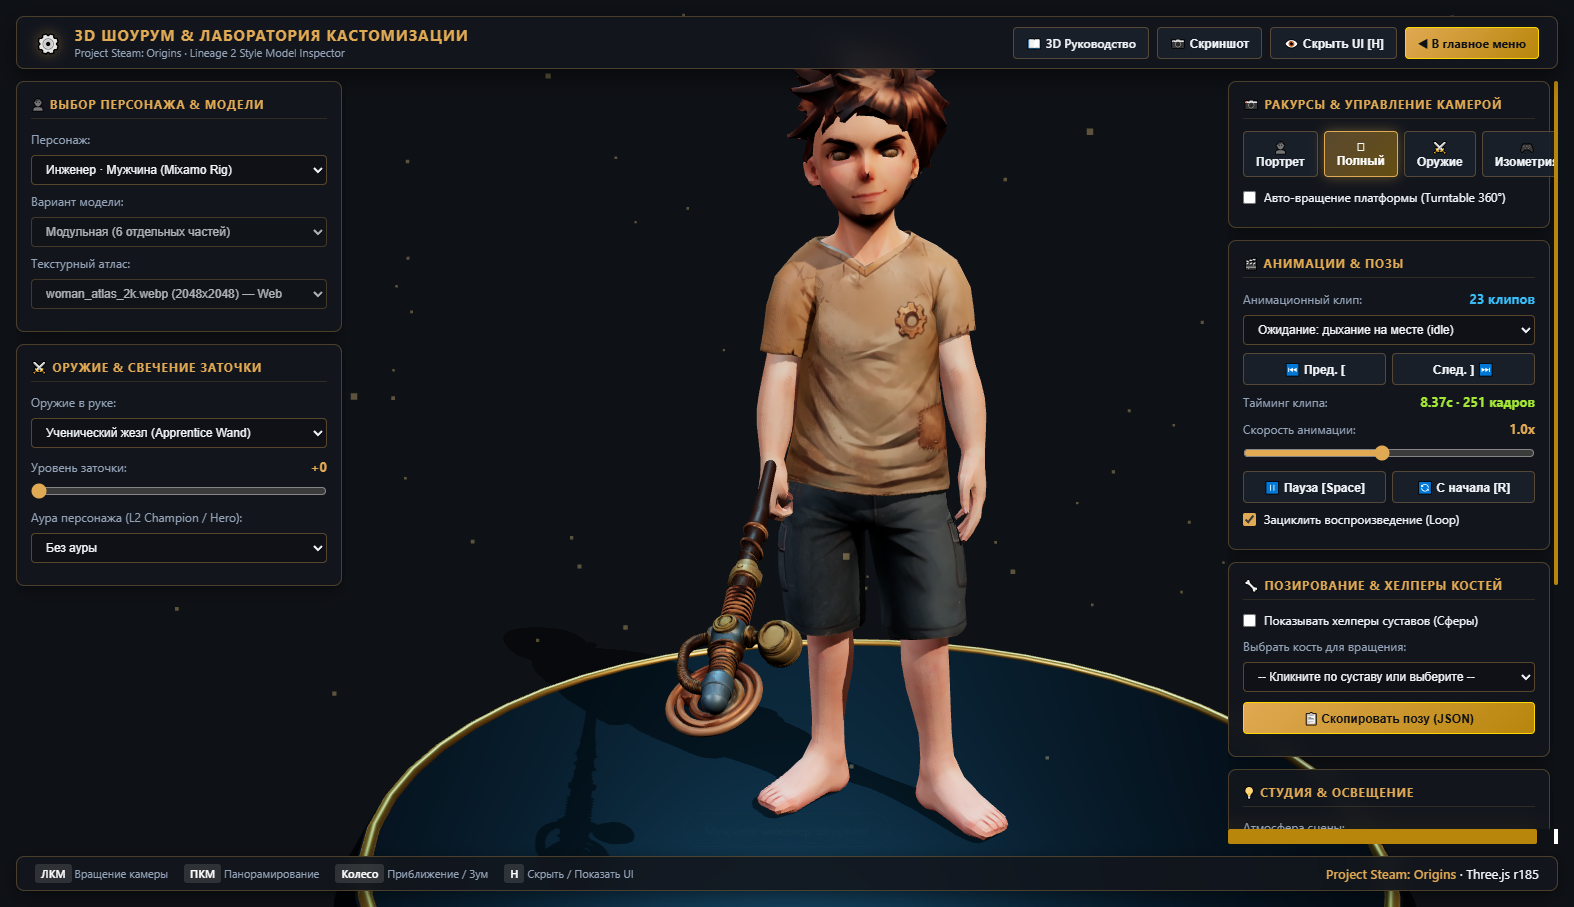 3D ШОУРУМ & ЛАБОРАТОРИЯ КАСТОМИЗАЦИИ
Project Steam: Origins · Lineage 2 Style Model Inspector
3D Руководство
Скриншот
Скрыть UI [H]
◀ В главное меню
ВЫБОР ПЕРСОНАЖА & МОДЕЛИ
Персонаж:
Инженер - Мужчина (Mixamo Rig)
Вариант модели:
Модульная (6 отдельных частей)
Текстурный атлас:
woman_atlas_2k.webp (2048x2048) — Web
ОРУЖИЕ & СВЕЧЕНИЕ ЗАТОЧКИ
Оружие в руке:
Ученический жезл (Apprentice Wand)
Уровень заточки:
+0
Аура персонажа (L2 Champion / Hero):
Без ауры
РАКУРСЫ & УПРАВЛЕНИЕ КАМЕРОЙ
Портрет
Полный
Оружие
Изометрия
Авто-вращение платформы (Turntable 360°)
АНИМАЦИИ & ПОЗЫ
Анимационный клип:
23 клипов
Ожидание: дыхание на месте (idle)
Пред. [
След. ]
Тайминг клипа:
8.37с · 251 кадров
Скорость анимации:
1.0x
Пауза [Space]
С начала [R]
Зациклить воспроизведение (Loop)
ПОЗИРОВАНИЕ & ХЕЛПЕРЫ КОСТЕЙ
Показывать хелперы суставов (Сферы)
Выбрать кость для вращения:
-- Кликните по суставу или выберите --
Скопировать позу (JSON)
СТУДИЯ & ОСВЕЩЕНИЕ
Атмосфера сцены:
ЛКМ Вращение камеры
ПКМ Панорамирование
Колесо Приближение / Зум
H Скрыть / Показать UI
Project Steam: Origins · Three.js r185